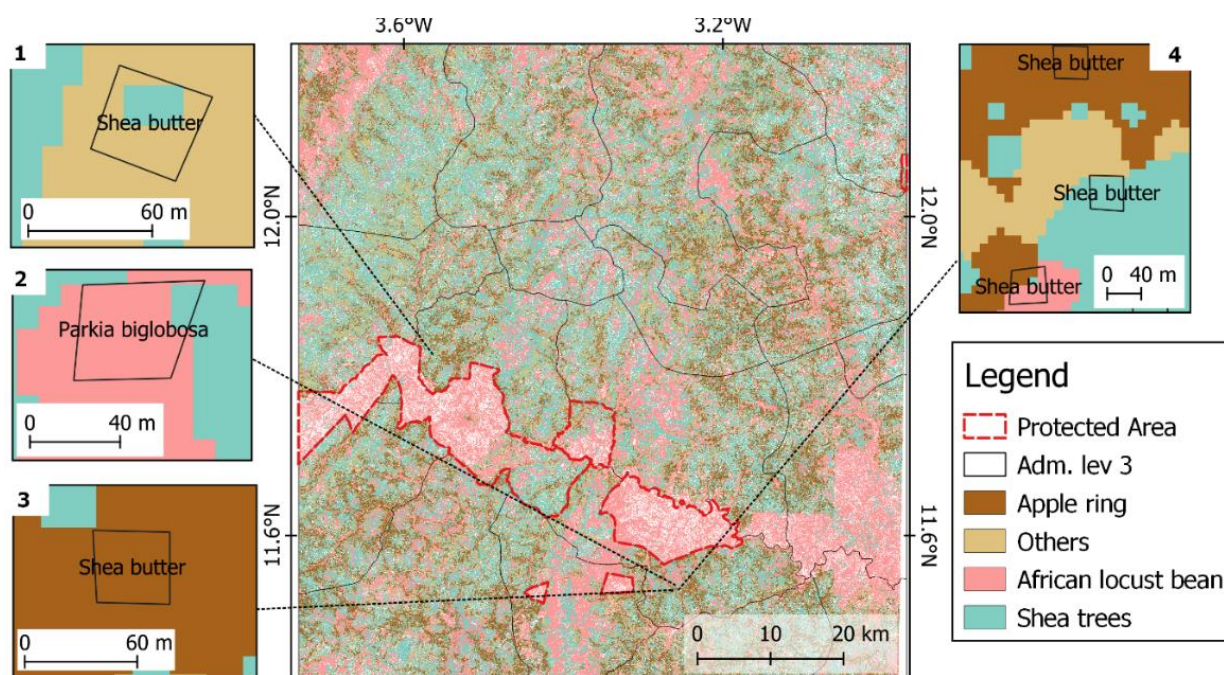 3.6°W
3.2°W
1
Shea butter
0
60 m
2
Parkia biglobosa
0
40 m
3
Shea butter
0
60 m
12.0°N
11.6°N
12.0°N
11.6°N
0
10
20 km
4
Shea butter
Shea butter
Shea butter
0
40 m
Legend
Protected Area
Adm. lev 3
Apple ring
Others
African locust bean
Shea trees